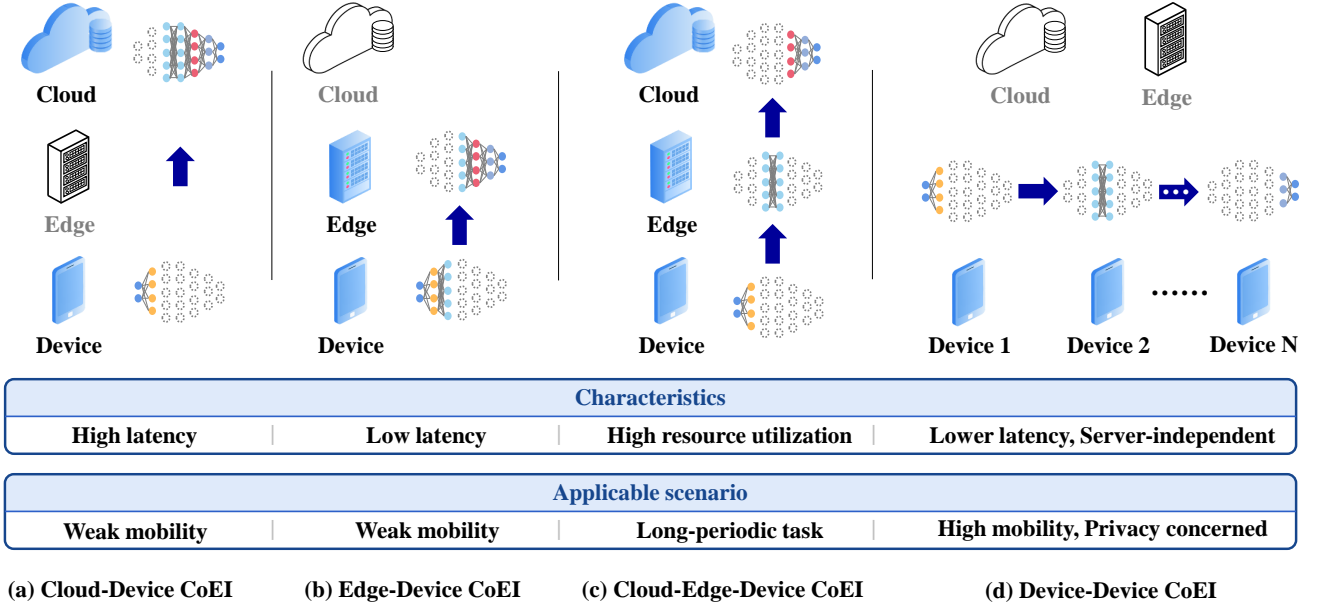 Cloud
Edge
Device
Cloud
Edge
Device
Cloud
Edge
Device
Cloud
Edge
Device 1
Device 2
......
Device N
Characteristics
High latency
Low latency
High resource utilization
Lower latency, Server-independent
Applicable scenario
Weak mobility
Weak mobility
Long-periodic task
High mobility, Privacy concerned
(a) Cloud-Device CoEI
(b) Edge-Device CoEI
(c) Cloud-Edge-Device CoEI
(d) Device-Device CoEI